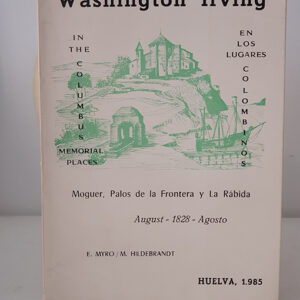 Washington Irving
IN
THE
COLUMBUS
MEMORIAL
PLACES
EN
LOS
LUGARES
COLOMBINOS
Moguer, Palos de la Frontera y La Rábida
August - 1828 - Agosto
E. MYRO/M. HILDEBRANDT
HUELVA, 1.985